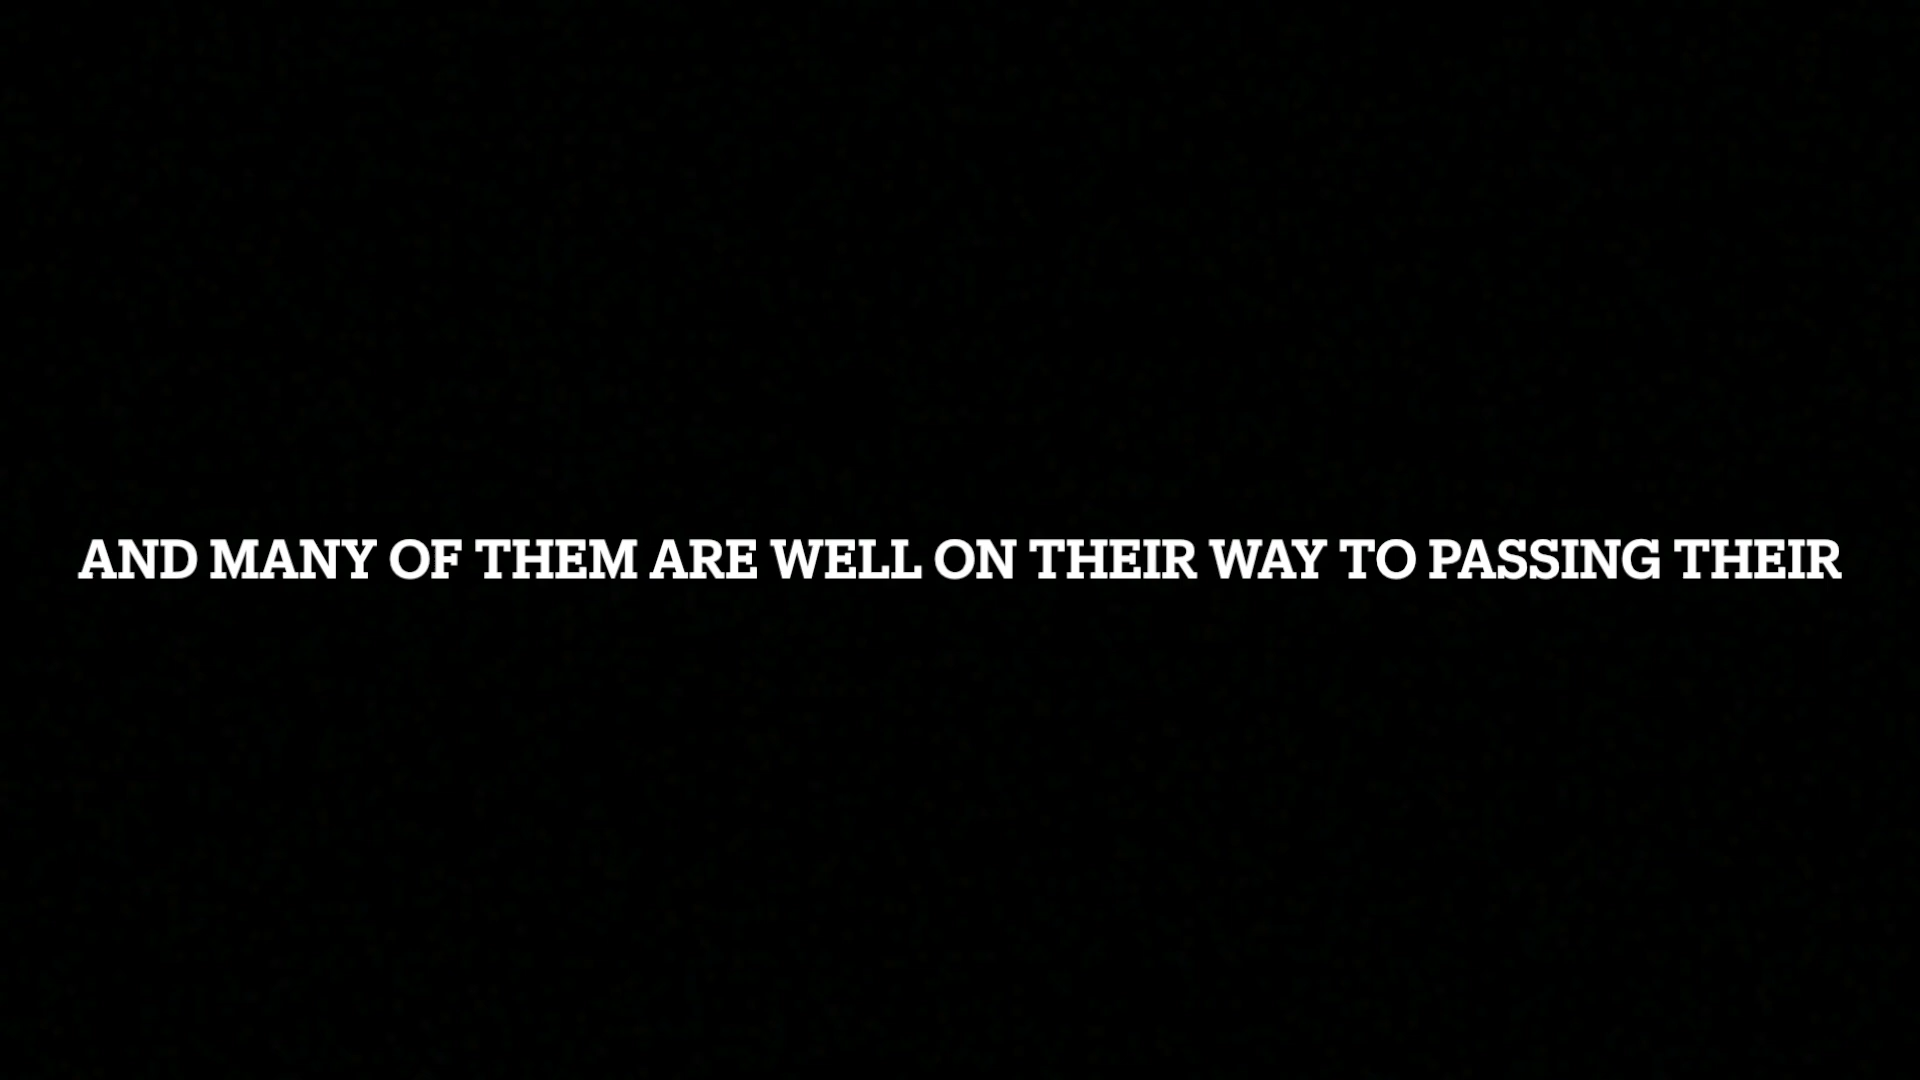 AND MANY OF THEM ARE WELL ON THEIR WAY TO PASSING THEIR